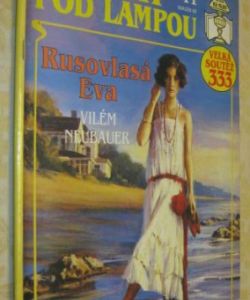 POD LAMPOU
VELKÁ
SOUTĚŽ
333
Rusovlasá
Eva
VILÉM
NEUBAUER